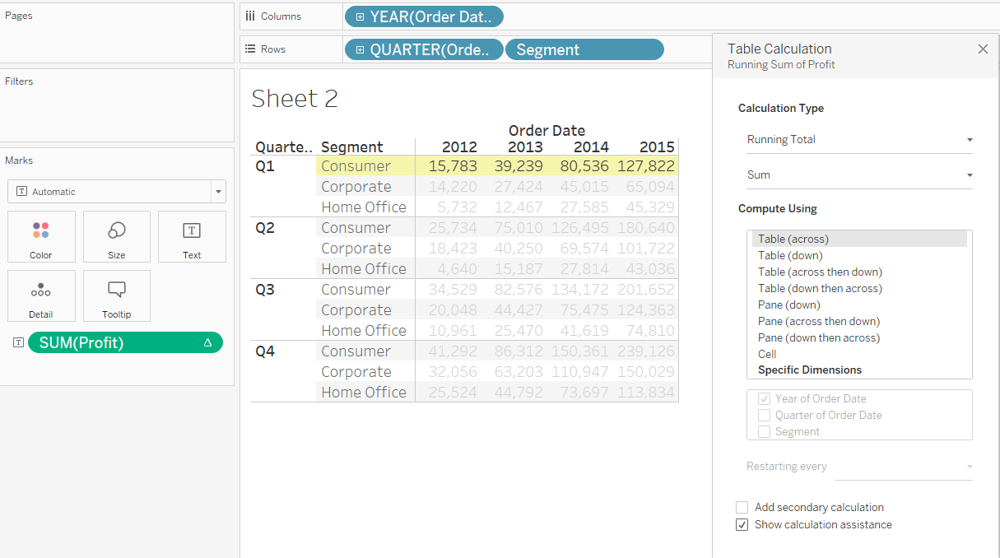 Pages
Columns
YEAR(Order Dat..
Rows
QUARTER(Orde..
Segment
Filters
Marks
Automatic
Color
Size
Text
Detail
Tooltip
SUM(Profit)
Sheet 2
Order Date
Quarte.. Segment 2012 2013 2014 2015
Q1 Consumer 15,783 39,239 80,536 127,822
Corporate 14,220 27,424 45,015 65,094
Home Office 5,732 12,467 27,585 45,329
Q2 Consumer 25,734 75,010 126,495 180,640
Corporate 18,423 40,250 69,574 101,722
Home Office 4,640 15,187 27,814 43,036
Q3 Consumer 34,529 82,576 134,172 201,652
Corporate 20,048 44,427 75,475 124,363
Home Office 10,961 25,470 41,619 74,810
Q4 Consumer 41,292 86,312 150,361 239,126
Corporate 32,056 63,203 110,947 150,029
Home Office 25,524 44,792 73,697 113,834
Table Calculation
Running Sum of Profit
Calculation Type
Running Total
Sum
Compute Using
Table (across)
Table (down)
Table (across then down)
Table (down then across)
Pane (down)
Pane (across then down)
Pane (down then across)
Cell
Specific Dimensions
Year of Order Date
Quarter of Order Date
Segment
Restarting every
Add secondary calculation
Show calculation assistance